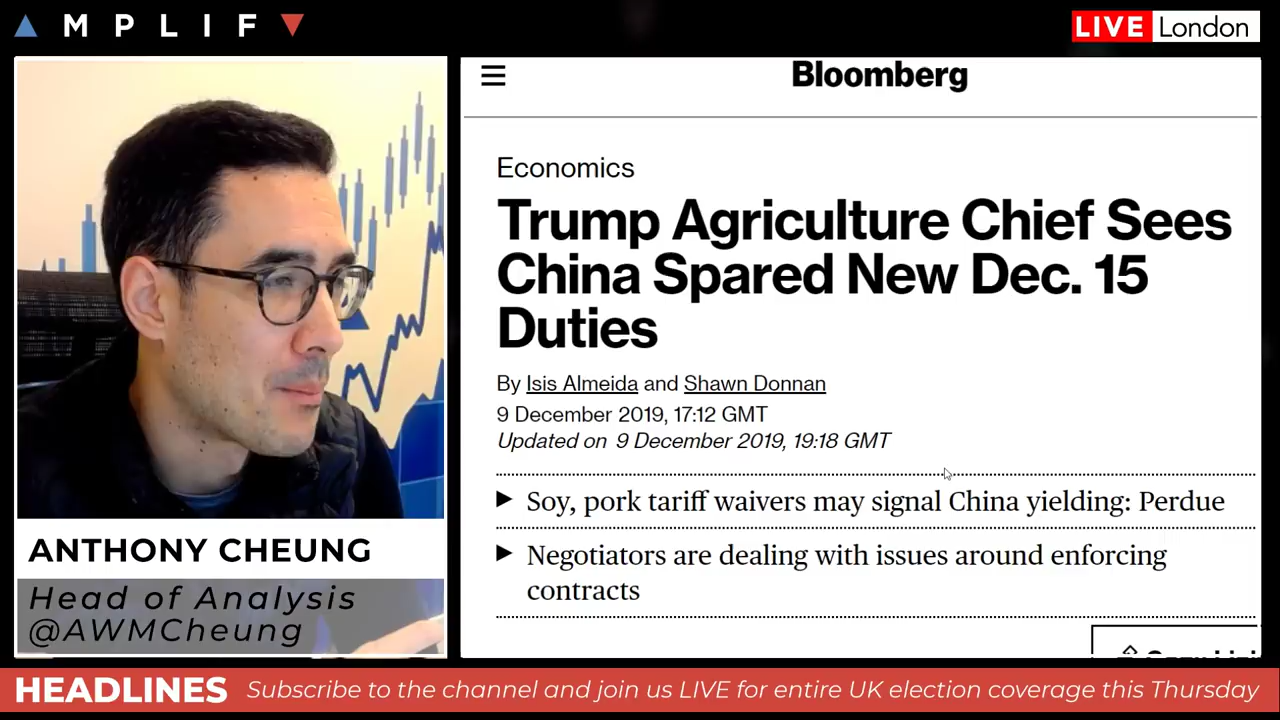 AMPLIFY
LIVE London
Bloomberg
Economics
Trump Agriculture Chief Sees
China Spared New Dec. 15
Duties
By Isis Almeida and Shawn Donnan
9 December 2019, 17:12 GMT
Updated on 9 December 2019, 19:18 GMT
Soy, pork tariff waivers may signal China yielding: Perdue
Negotiators are dealing with issues around enforcing
contracts
ANTHONY CHEUNG
Head of Analysis
@AWMCheung
HEADLINES Subscribe to the channel and join us LIVE for entire UK election coverage this Thursday